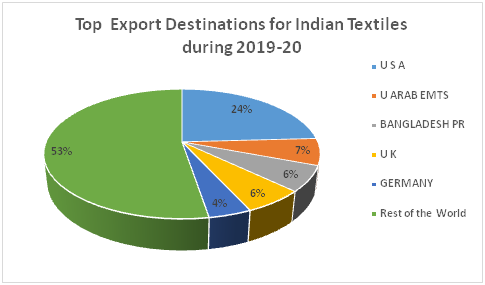 Top Export Destinations for Indian Textiles
during 2019-20
24%
7%
6%
6%
4%
53%
U S A
U ARAB EMTS
BANGLADESH PR
U K
GERMANY
Rest of the World